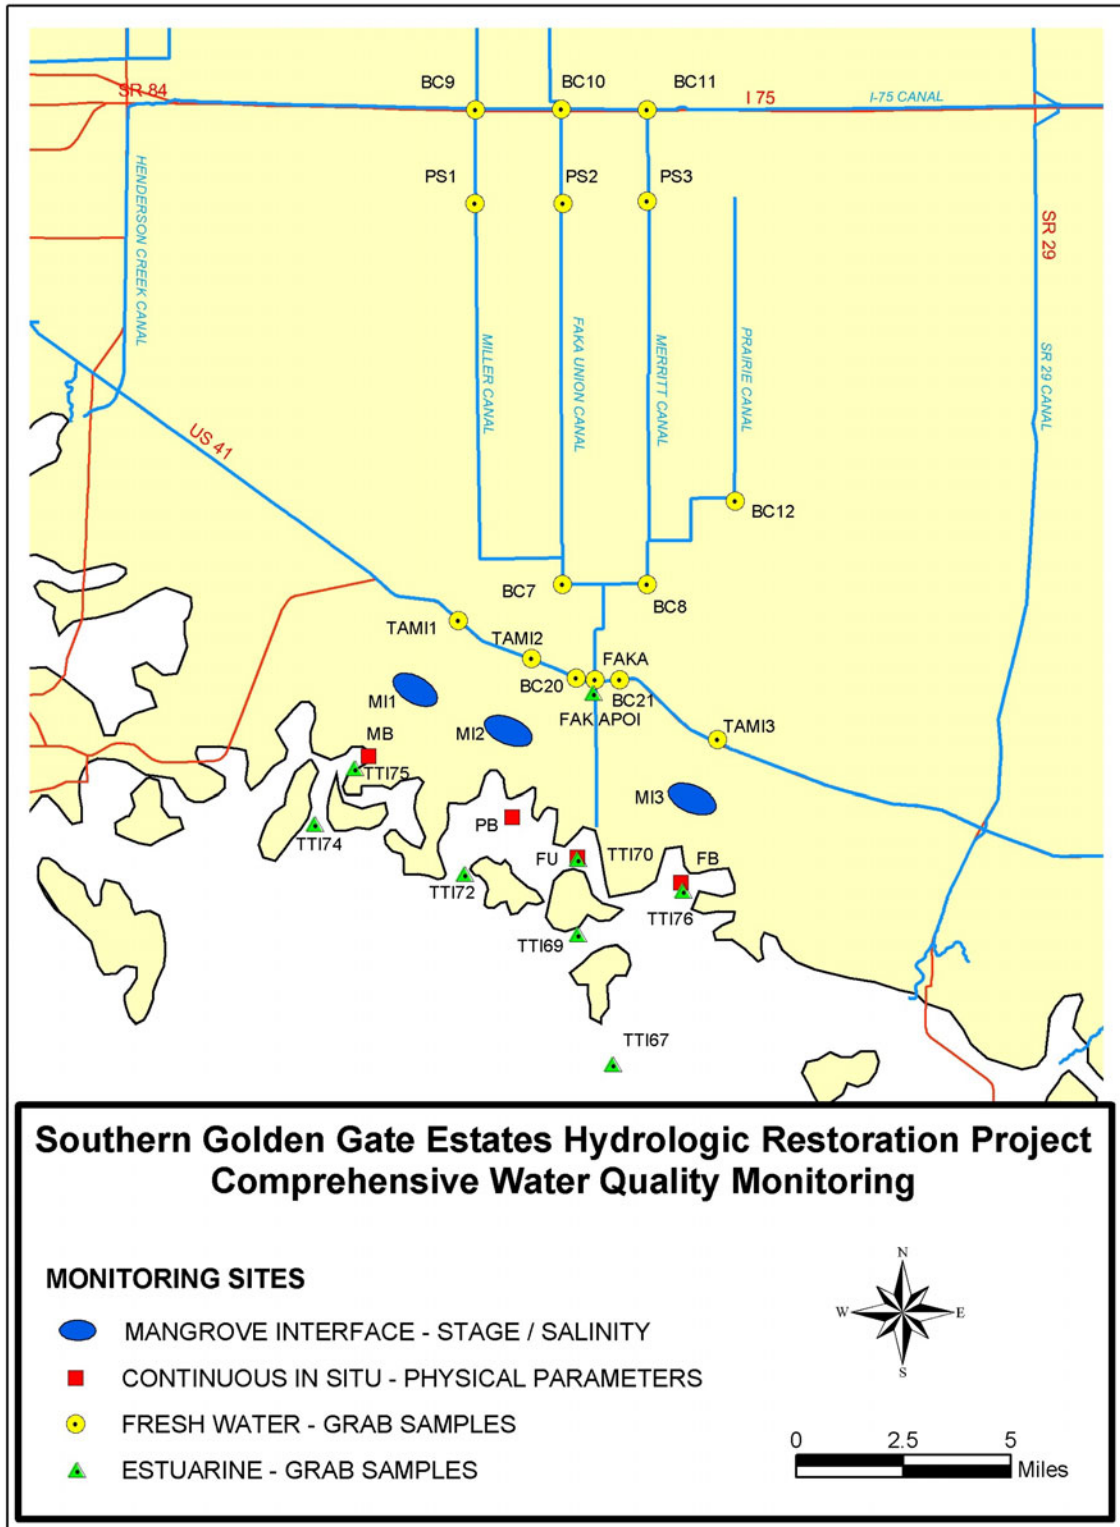 BC9
BC10
BC11
SR 84
I 75
I-75 CANAL
PS1
PS2
PS3
HENDERSON CREEK CANAL
SR 29
MILLER CANAL
FAKA UNION CANAL
MERRITT CANAL
PRAIRIE CANAL
SR 29 CANAL
US 41
BC12
BC7
BC8
TAMI1
TAMI2
FAKA
BC20
BC21
MI1
FAKAPOI
MI2
MB
TAMI3
TTI75
MI3
PB
TTI74
FU
TTI70
FB
TTI72
TTI76
TTI69
TTI67
Southern Golden Gate Estates Hydrologic Restoration Project
Comprehensive Water Quality Monitoring
MONITORING SITES
MANGROVE INTERFACE - STAGE / SALINITY
CONTINUOUS IN SITU - PHYSICAL PARAMETERS
FRESH WATER - GRAB SAMPLES
ESTUARINE - GRAB SAMPLES
N
W
E
S
0 2.5 5
Miles